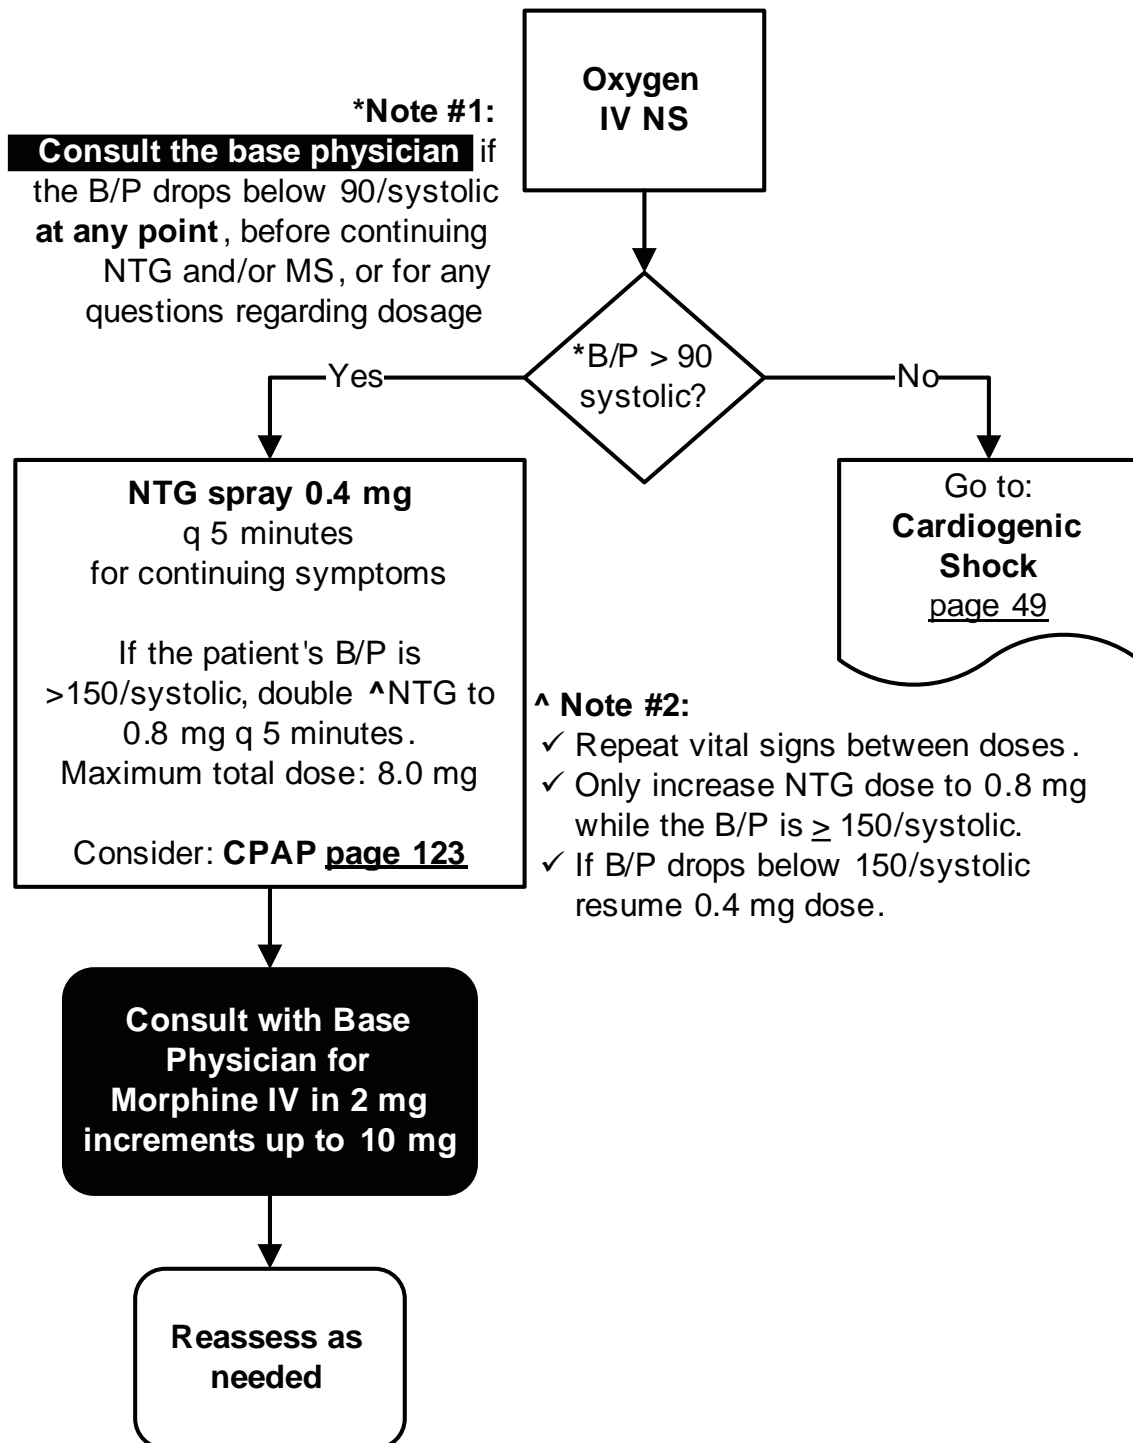 Oxygen
IV NS
*Note #1:
Consult the base physician if
the B/P drops below 90/systolic
at any point, before continuing
NTG and/or MS, or for any
questions regarding dosage
*B/P > 90
systolic?
Yes
No
NTG spray 0.4 mg
q 5 minutes
for continuing symptoms
If the patient's B/P is
>150/systolic, double ^NTG to
0.8 mg q 5 minutes.
Maximum total dose: 8.0 mg
Consider: CPAP page 123
Go to:
Cardiogenic
Shock
page 49
^ Note #2:
✓ Repeat vital signs between doses.
✓ Only increase NTG dose to 0.8 mg
while the B/P is ≥ 150/systolic.
✓ If B/P drops below 150/systolic
resume 0.4 mg dose.
Consult with Base
Physician for
Morphine IV in 2 mg
increments up to 10 mg
Reassess as
needed